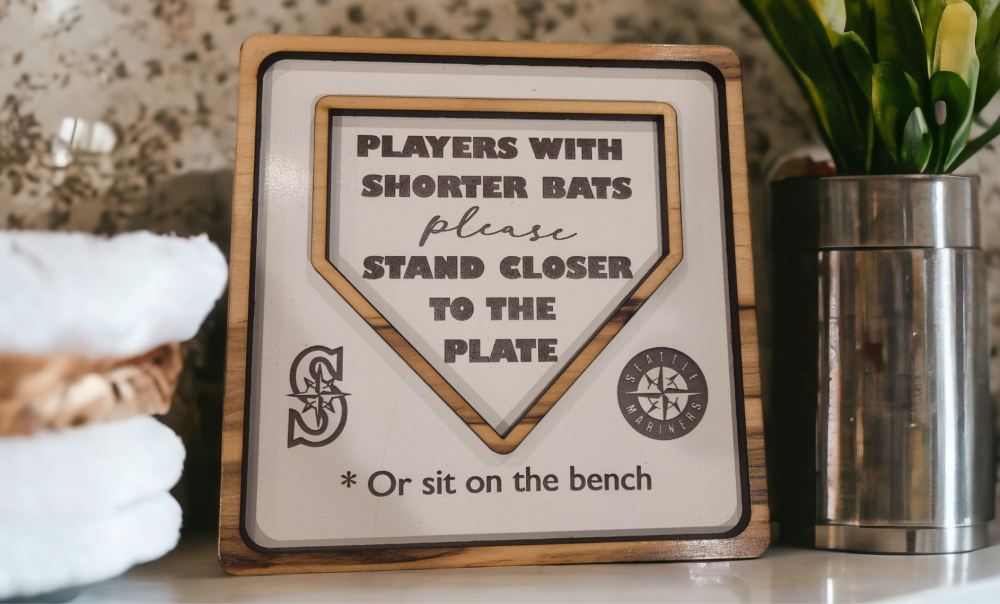 PLAYERS WITH
SHORTER BATS
please
STAND CLOSER
TO THE
PLATE
S
SEATTLE
MARINERS
* Or sit on the bench